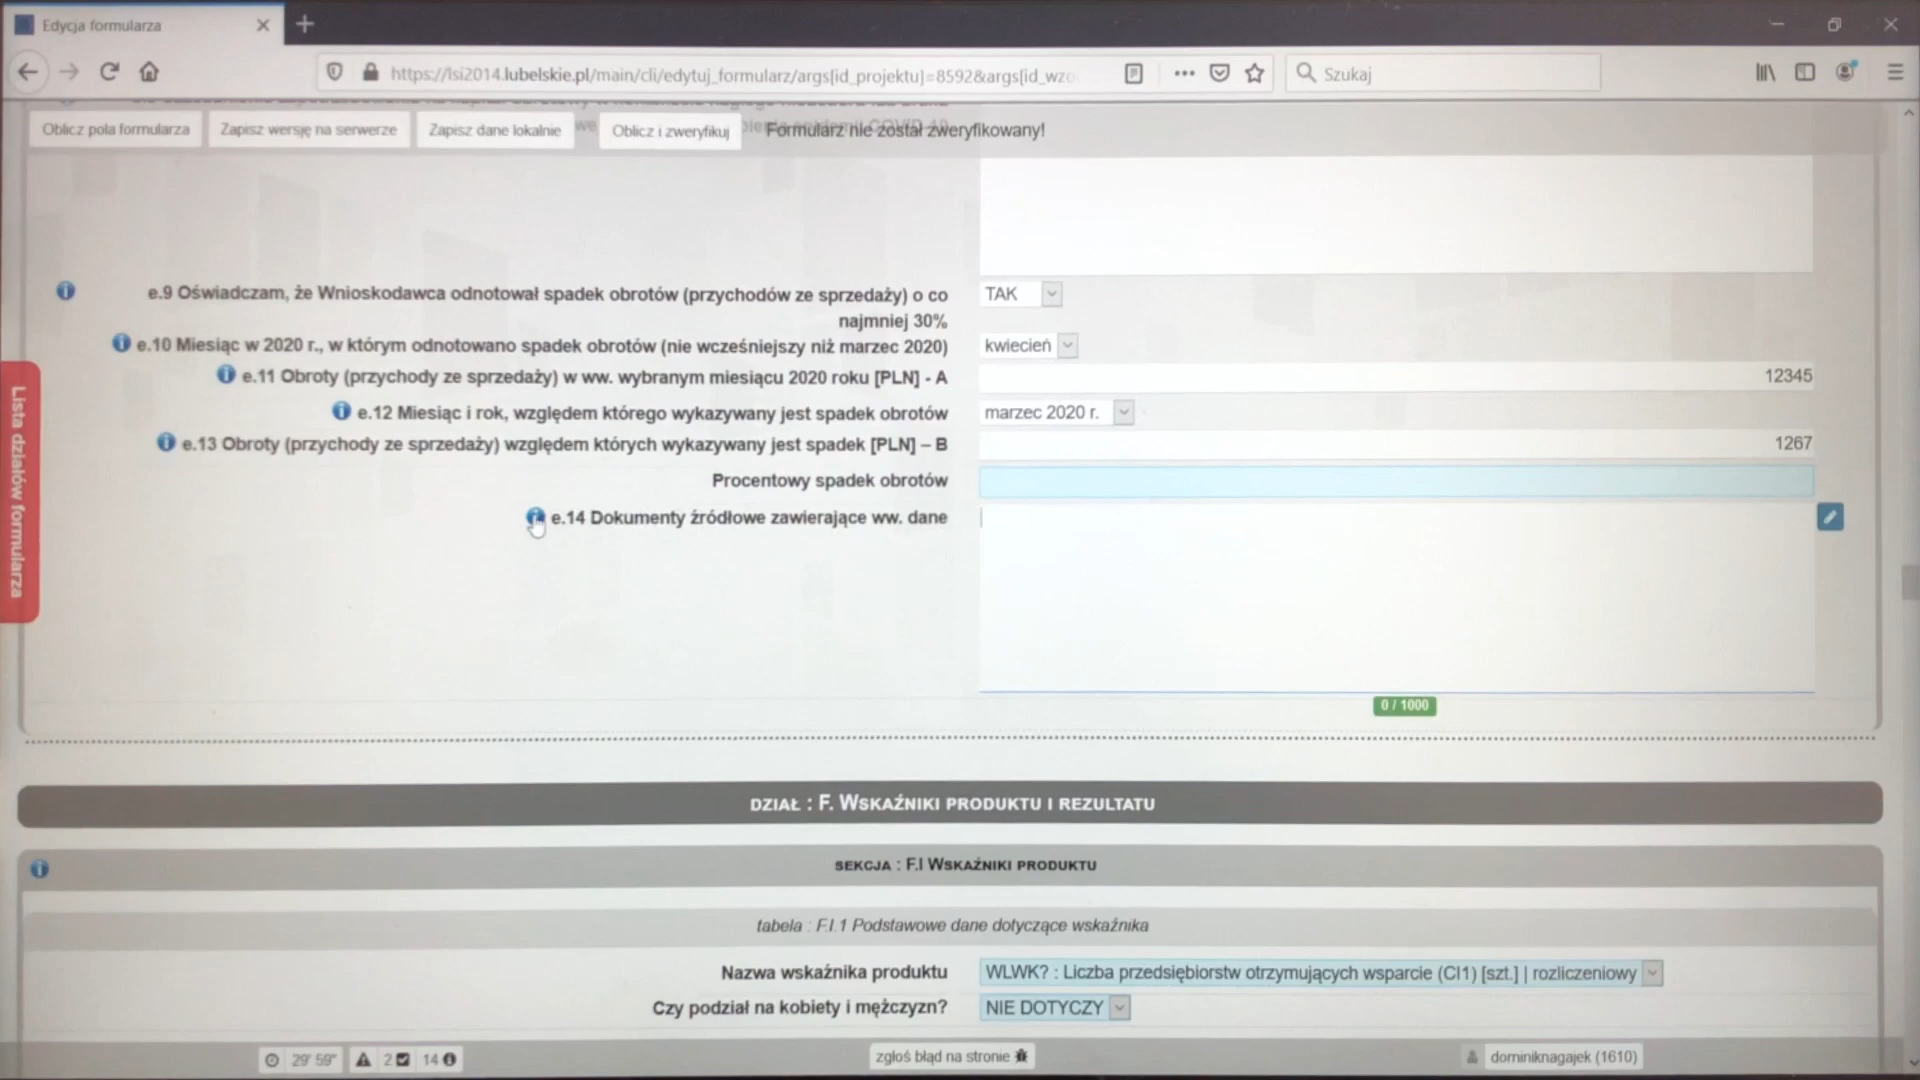 Edycja formularza
https://lsi2014.lubelskie.pl/main/cli/edytuj_formularz/args[id_projektu]=8592&args[id_wzo
Szukaj
Oblicz pola formularza
Zapisz wersję na serwerze
Zapisz dane lokalnie
Oblicz i zweryfikuj
Formularz nie został zweryfikowany!
e.9 Oświadczam, że Wnioskodawca odnotował spadek obrotów (przychodów ze sprzedaży) o co
najmniej 30%
TAK
e.10 Miesiąc w 2020 r., w którym odnotowano spadek obrotów (nie wcześniejszy niż marzec 2020)
kwiecień
e.11 Obroty (przychody ze sprzedaży) w ww. wybranym miesiącu 2020 roku [PLN] - A
12345
e.12 Miesiąc i rok, względem którego wykazywany jest spadek obrotów
marzec 2020 r.
e.13 Obroty (przychody ze sprzedaży) względem których wykazywany jest spadek [PLN] – B
1267
Procentowy spadek obrotów
e.14 Dokumenty źródłowe zawierające ww. dane
0 / 1000
Lista działów formularza
DZIAŁ : F. WSKAŹNIKI PRODUKTU I REZULTATU
SEKCJA : F.I WSKAŹNIKI PRODUKTU
tabela : F.I.1 Podstawowe dane dotyczące wskaźnika
Nazwa wskaźnika produktu
WLWK? : Liczba przedsiębiorstw otrzymujących wsparcie (CI1) [szt.] | rozliczeniowy
Czy podział na kobiety i mężczyzn?
NIE DOTYCZY
29' 59"
2
14
zgłoś błąd na stronie
dominiknagajek (1610)